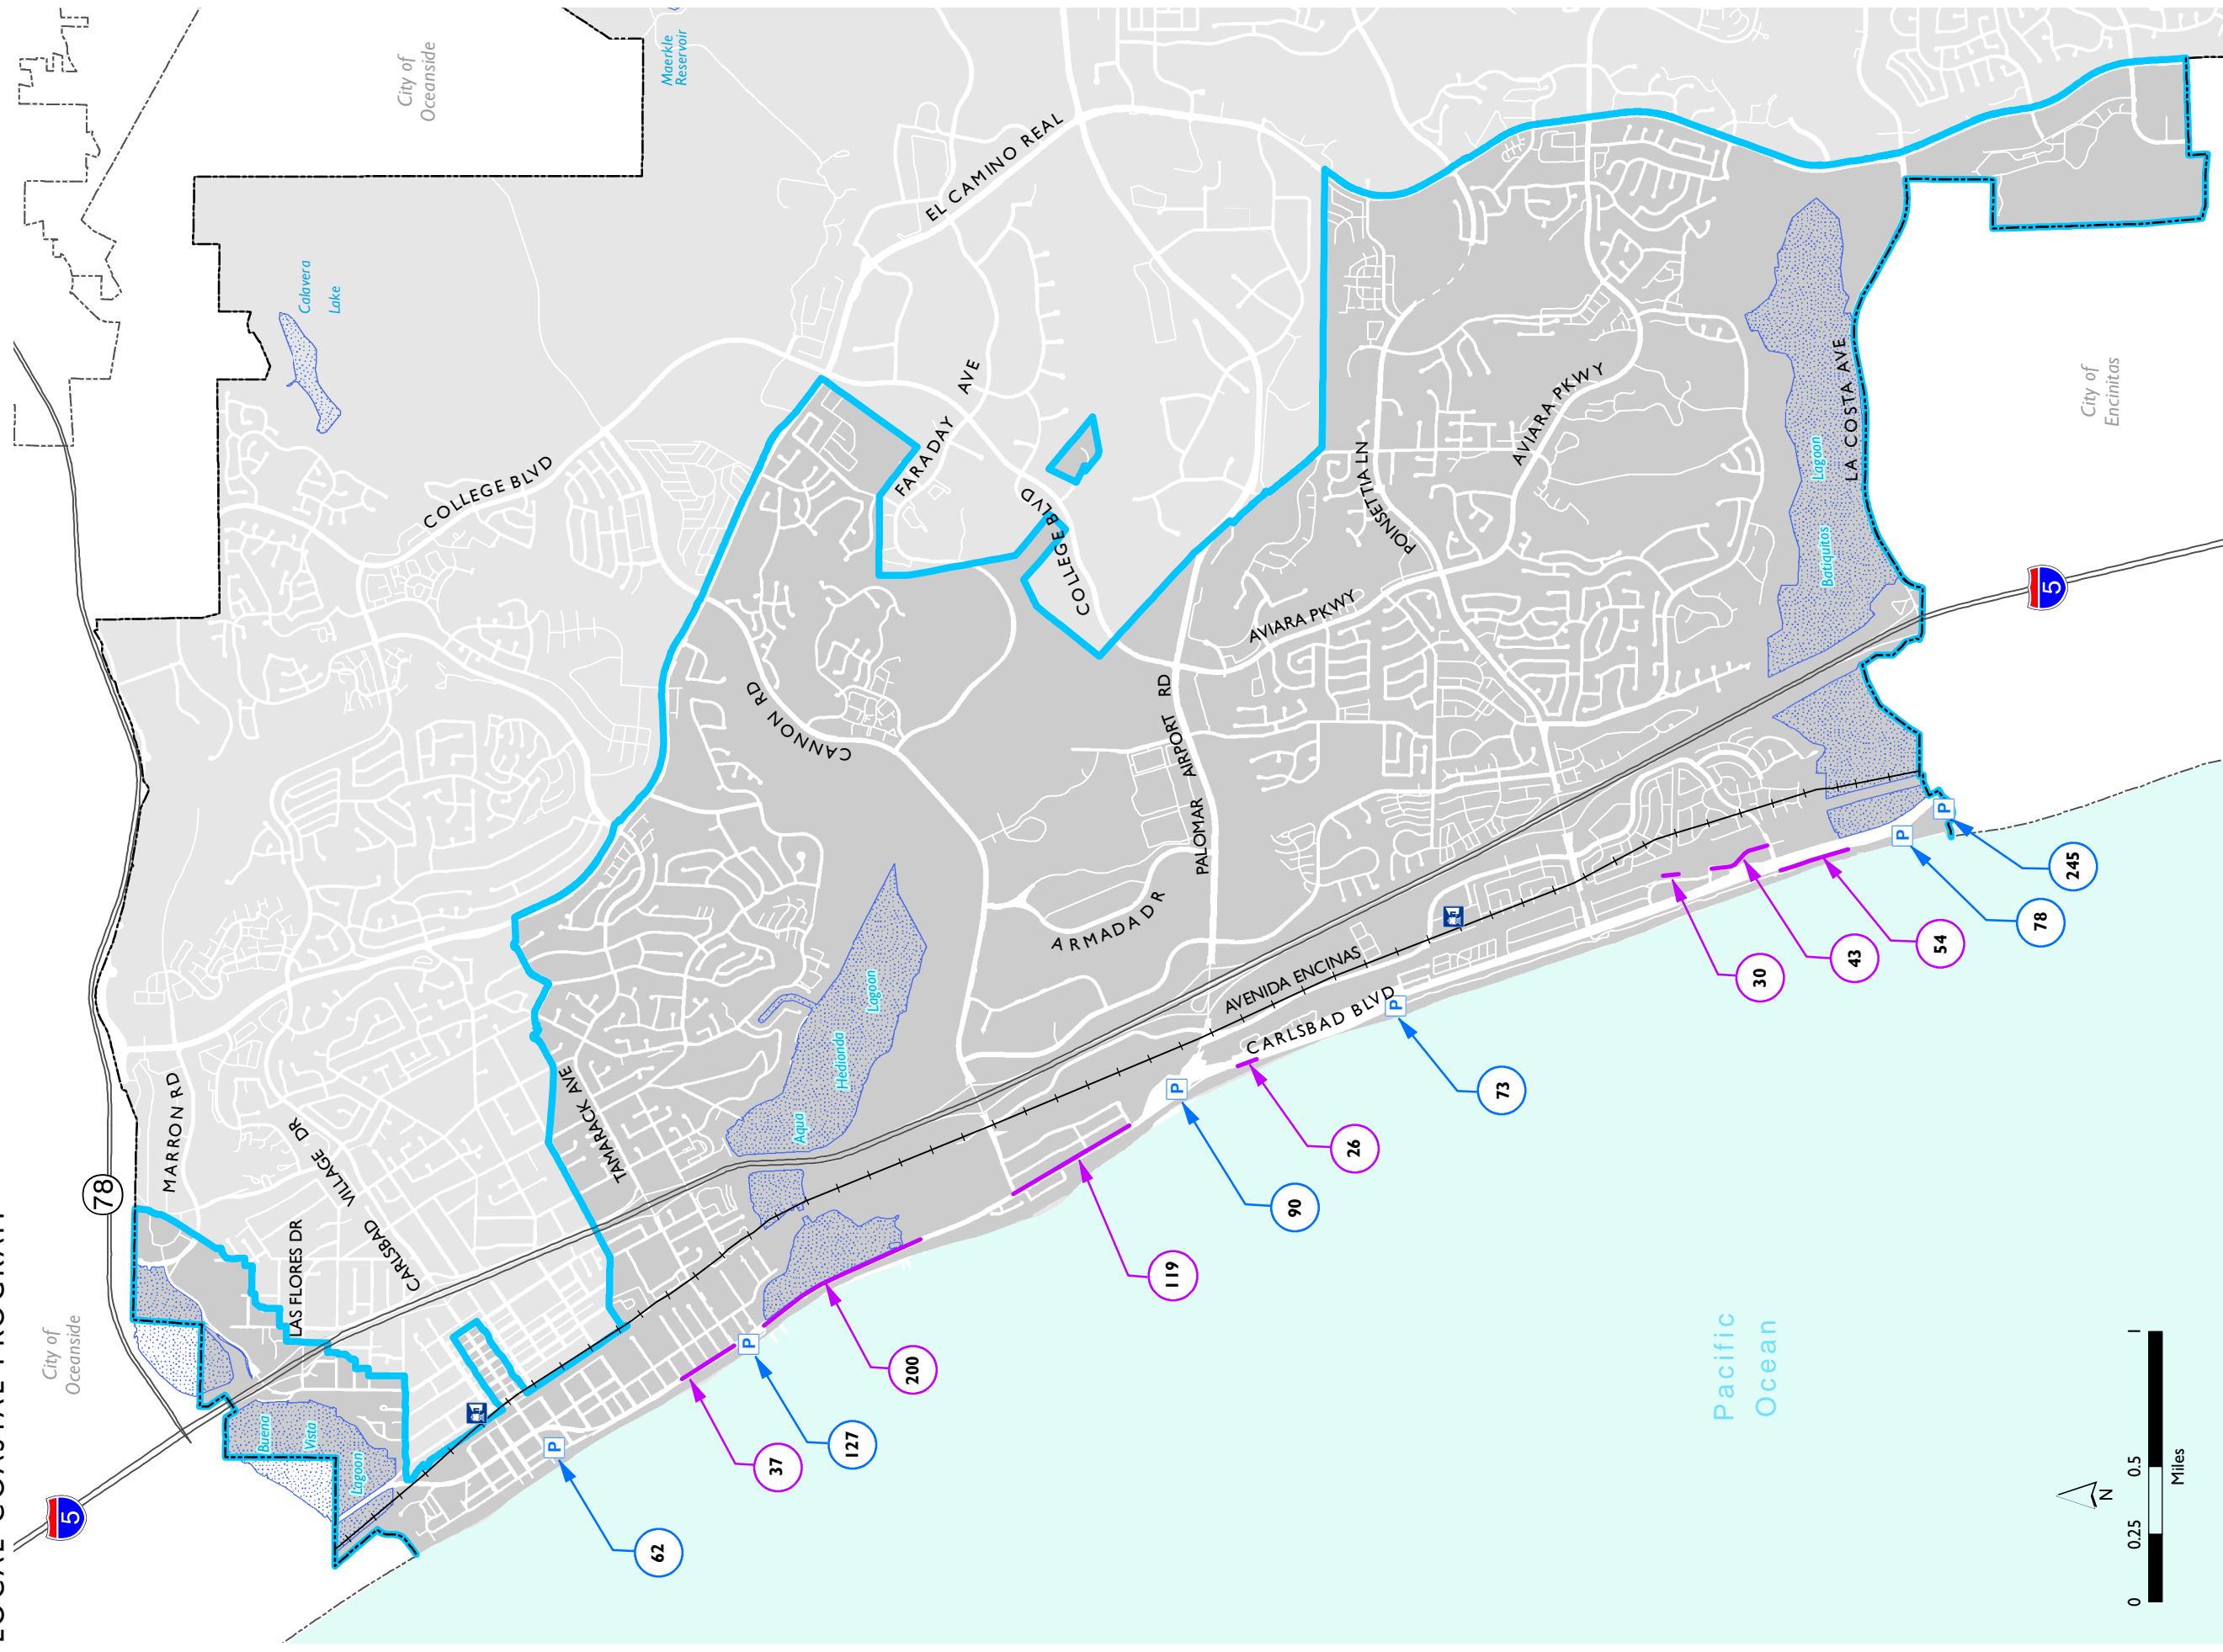 City of
Oceanside
Maerkle
Reservoir
EL CAMINO REAL
Calavera
Lake
COLLEGE BLVD
FARADAY AVE
COLLEGE BLVD
POINSETTIA LN
AVIARA PKWY
AVIARA PKWY
LA COSTA AVE
Batiquitos
Lagoon
City of
Encinitas
5
CANNON RD
PALOMAR AIRPORT RD
ARMADA DR
AVENIDA ENCINAS
CARLSBAD BLVD
Aqua
Hedionda
Lagoon
TAMARACK AVE
MARRON RD
78
CARLSBAD VILLAGE DR
LAS FLORES DR
City of
Oceanside
Buena
Vista
Lagoon
5
P
62
37
P
127
200
119
P
90
26
P
73
30
43
54
P
78
P
245
Pacific
Ocean
N
0
0.25
0.5
1
Miles